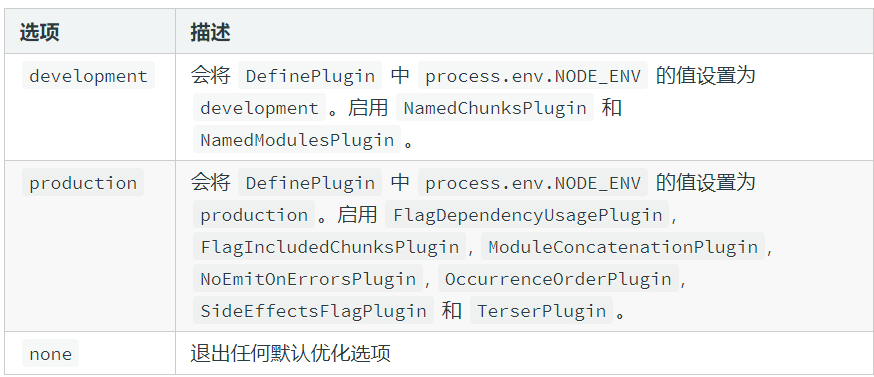 选项 描述
development 会将 DefinePlugin 中 process.env.NODE_ENV 的值设置为
development 。启用 NamedChunksPlugin 和
NamedModulesPlugin 。
production 会将 DefinePlugin 中 process.env.NODE_ENV 的值设置为
production 。启用 FlagDependencyUsagePlugin ,
FlagIncludedChunksPlugin , ModuleConcatenationPlugin ,
NoEmitOnErrorsPlugin , OccurrenceOrderPlugin ,
SideEffectsFlagPlugin 和 TerserPlugin 。
none 退出任何默认优化选项